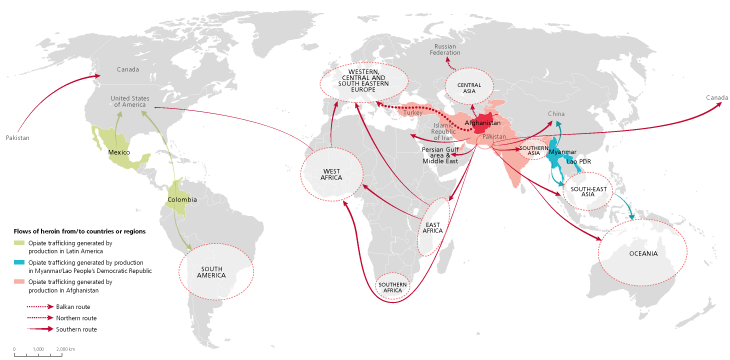 Canada
United States
of America
Pakistan
Mexico
Colombia
SOUTH
AMERICA
Russian
Federation
WESTERN,
CENTRAL AND
SOUTH EASTERN
EUROPE
CENTRAL
ASIA
Turkey
Afghanistan
Islamic
Republic
of Iran
Pakistan
Persian Gulf
area &
Middle East
SOUTHERN
ASIA
China
Myanmar
Lao PDR
Canada
WEST
AFRICA
EAST
AFRICA
SOUTHERN
AFRICA
SOUTH-EAST
ASIA
OCEANIA
Flows of heroin from/to countries or regions
Opiate trafficking generated by
production in Latin America
Opiate trafficking generated by production
in Myanmar/Lao People's Democratic Republic
Opiate trafficking generated by
production in Afghanistan
Balkan route
Northern route
Southern route
0 1,000 2,000 km